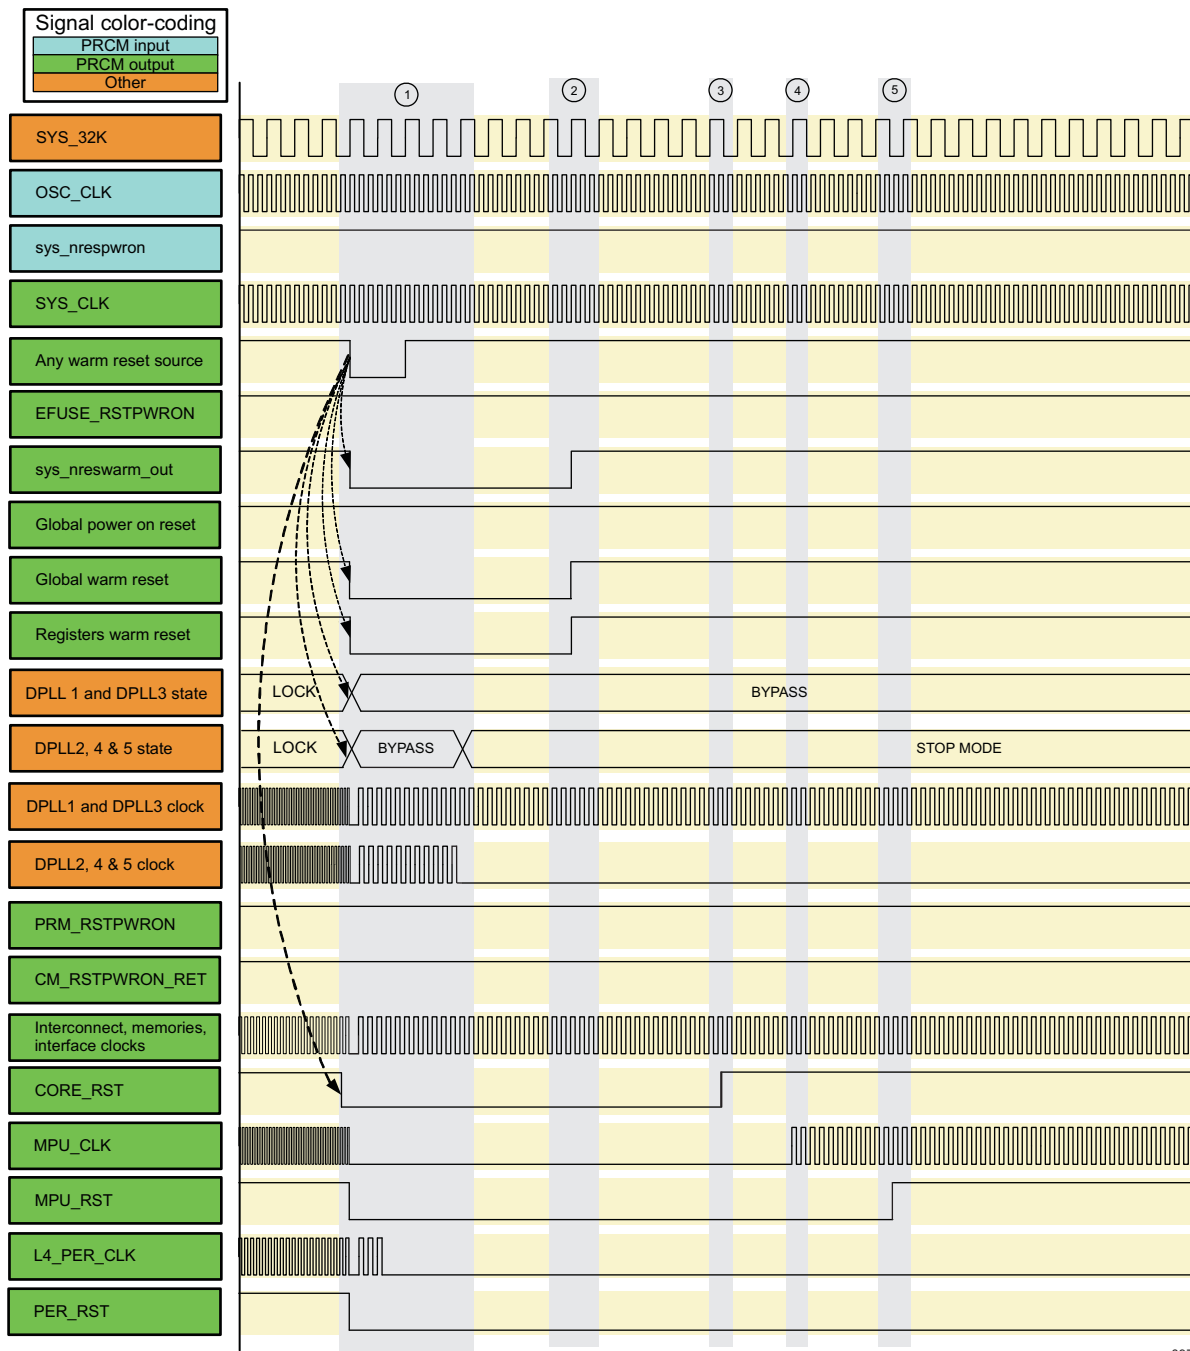 Signal color-coding
PRCM input
PRCM output
Other
1
2
3
4
5
SYS_32K
OSC_CLK
sys_nrespwron
SYS_CLK
Any warm reset source
EFUSE_RSTPWRON
sys_nreswarm_out
Global power on reset
Global warm reset
Registers warm reset
DPLL 1 and DPLL3 state
LOCK
BYPASS
DPLL2, 4 & 5 state
LOCK
BYPASS
STOP MODE
DPLL1 and DPLL3 clock
DPLL2, 4 & 5 clock
PRM_RSTPWRON
CM_RSTPWRON_RET
Interconnect, memories,
interface clocks
CORE_RST
MPU_CLK
MPU_RST
L4_PER_CLK
PER_RST